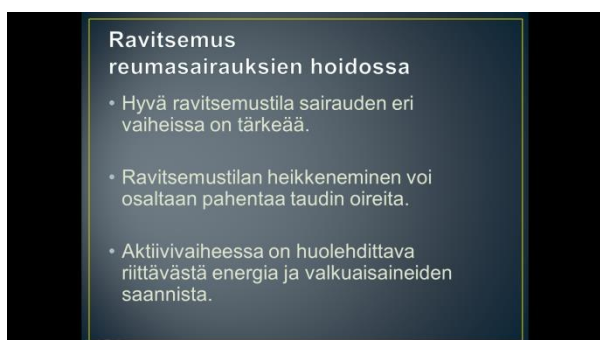 Ravitsemus
reumasairauksien hoidossa
• Hyvä ravitsemustila sairauden eri
vaiheissa on tärkeää.
• Ravitsemustilan heikkeneminen voi
osaltaan pahentaa taudin oireita.
• Aktiivivaiheessa on huolehdittava
riittävästä energia ja valkuaisaineiden
saannista.